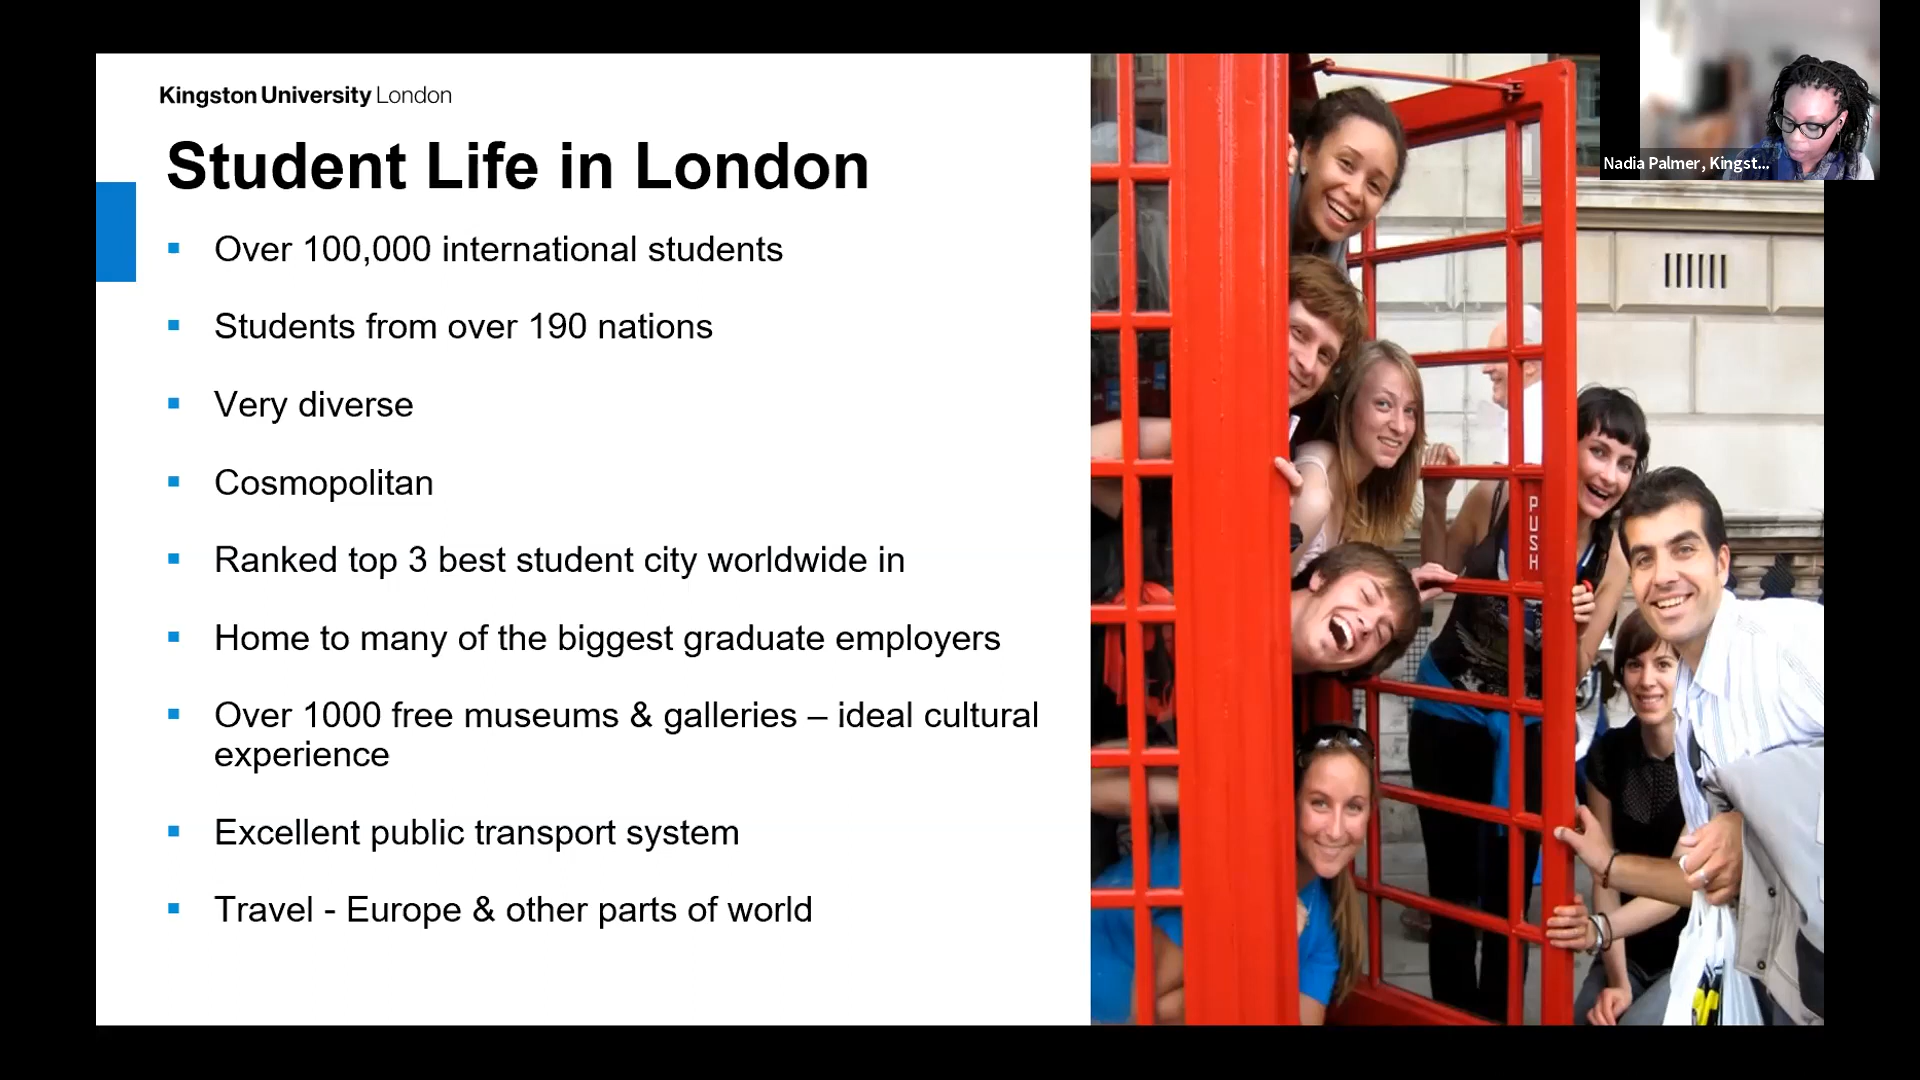 Kingston University London
Student Life in London
▪ Over 100,000 international students
▪ Students from over 190 nations
▪ Very diverse
▪ Cosmopolitan
▪ Ranked top 3 best student city worldwide in
▪ Home to many of the biggest graduate employers
▪ Over 1000 free museums & galleries – ideal cultural
experience
▪ Excellent public transport system
▪ Travel - Europe & other parts of world
PUSH
Nadia Palmer, Kingst...